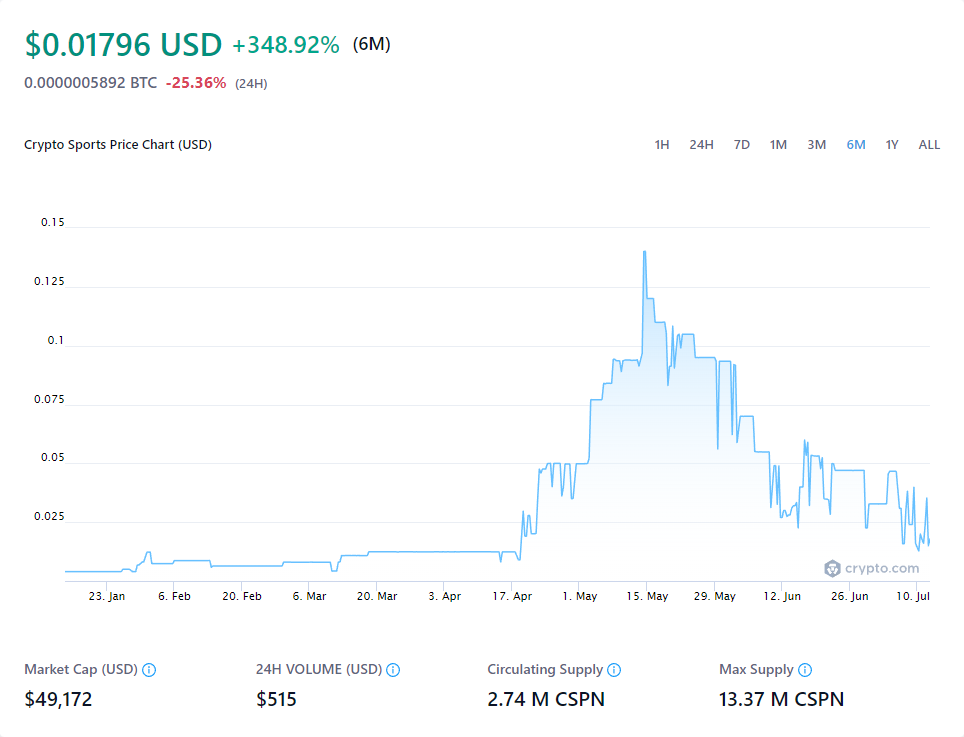 $0.01796 USD +348.92% (6M)
0.0000005892 BTC -25.36% (24H)
Crypto Sports Price Chart (USD)
1H 24H 7D 1M 3M 6M 1Y ALL
0.15
0.125
0.1
0.075
0.05
0.025
crypto.com
23. Jan 6. Feb 20. Feb 6. Mar 20. Mar 3. Apr 17. Apr 1. May 15. May 29. May 12. Jun 26. Jun 10. Jul
Market Cap (USD) 24H VOLUME (USD) Circulating Supply Max Supply
$49,172 $515 2.74 M CSPN 13.37 M CSPN